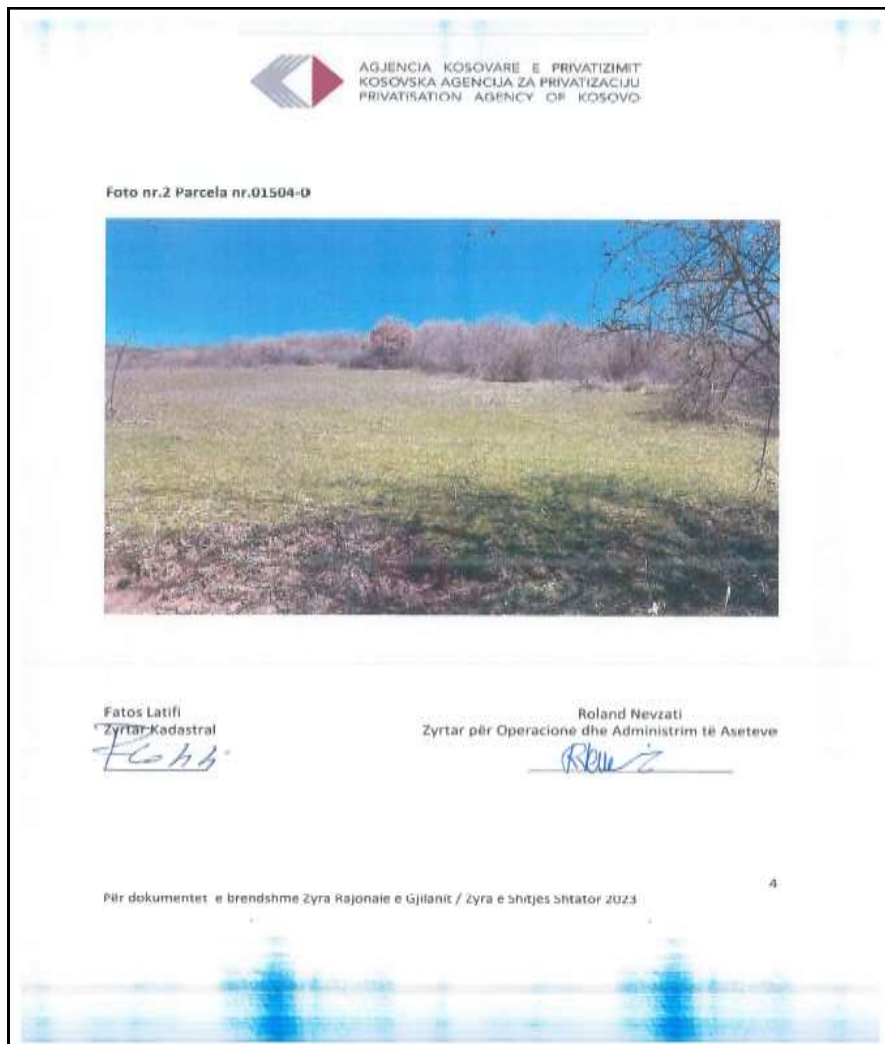 AGJENCIA KOSOVARE E PRIVATIZIMIT
KOSOVSKA AGENCIJA ZA PRIVATIZACIJU
PRIVATISATION AGENCY OF KOSOVO
Foto nr.2 Parcela nr.01504-0
Fatos Latifi
Zyrtar Kadastral
Roland Nevzati
Zyrtar për Operacione dhe Administrim të Aseteve
4
Për dokumentet e brendshme Zyra Rajonale e Gjilanit / Zyra e Shitjes Shtator 2023